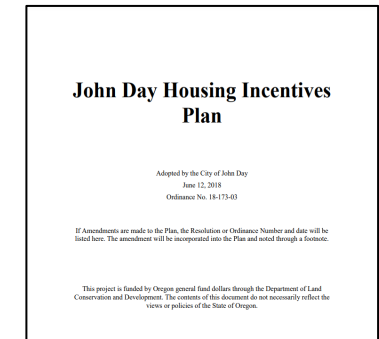 John Day Housing Incentives
Plan
Adopted by the City of John Day
June 12, 2018
Ordinance No. 18-173-03
If Amendments are made to the Plan, the Resolution or Ordinance Number and date will be
listed here. The amendment will be incorporated into the Plan and noted through a footnote.
This project is funded by Oregon general fund dollars through the Department of Land
Conservation and Development. The contents of this document do not necessarily reflect the
views or policies of the State of Oregon.